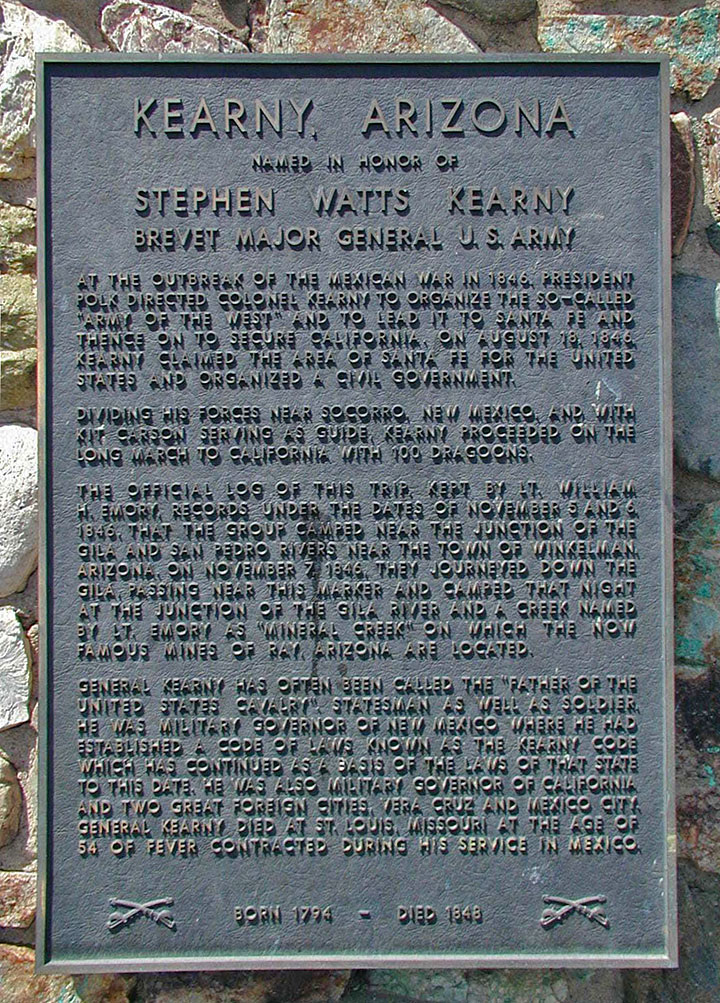 KEARNY, ARIZONA
NAMED IN HONOR OF
STEPHEN WATTS KEARNY
BREVET MAJOR GENERAL U.S. ARMY
AT THE OUTBREAK OF THE MEXICAN WAR IN 1846, PRESIDENT
POLK DIRECTED COLONEL KEARNY TO ORGANIZE THE SO-CALLED
"ARMY OF THE WEST" AND TO LEAD IT TO SANTA FE AND
THENCE ON TO SECURE CALIFORNIA. ON AUGUST 18, 1846,
KEARNY CLAIMED THE AREA OF SANTA FE FOR THE UNITED
STATES AND ORGANIZED A CIVIL GOVERNMENT.
DIVIDING HIS FORCES NEAR SOCORRO, NEW MEXICO, AND WITH
KIT CARSON SERVING AS GUIDE, KEARNY PROCEEDED ON THE
LONG MARCH TO CALIFORNIA WITH 100 DRAGOONS.
THE OFFICIAL LOG OF THIS TRIP, KEPT BY LT. WILLIAM
H. EMORY, RECORDS UNDER THE DATES OF NOVEMBER 5 AND 6,
1846, THAT THE GROUP CAMPED NEAR THE JUNCTION OF THE
GILA AND SAN PEDRO RIVERS NEAR THE TOWN OF WINKELMAN,
ARIZONA. ON NOVEMBER 7, 1846, THEY JOURNEYED DOWN THE
GILA, PASSING NEAR THIS MARKER AND CAMPED THAT NIGHT
AT THE JUNCTION OF THE GILA RIVER AND A CREEK NAMED
BY LT. EMORY AS "MINERAL CREEK" ON WHICH THE NOW
FAMOUS MINES OF RAY, ARIZONA ARE LOCATED.
GENERAL KEARNY HAS OFTEN BEEN CALLED THE "FATHER OF THE
UNITED STATES CAVALRY". STATESMAN AS WELL AS SOLDIER,
HE WAS MILITARY GOVERNOR OF NEW MEXICO WHERE HE HAD
ESTABLISHED A CODE OF LAWS KNOWN AS THE KEARNY CODE
WHICH HAS CONTINUED AS A BASIS OF THE LAWS OF THAT STATE
TO THIS DATE. HE WAS ALSO MILITARY GOVERNOR OF CALIFORNIA
AND TWO GREAT FOREIGN CITIES, VERA CRUZ AND MEXICO CITY.
GENERAL KEARNY DIED AT ST. LOUIS, MISSOURI AT THE AGE OF
54 OF FEVER CONTRACTED DURING HIS SERVICE IN MEXICO.
BORN 1794 - DIED 1848